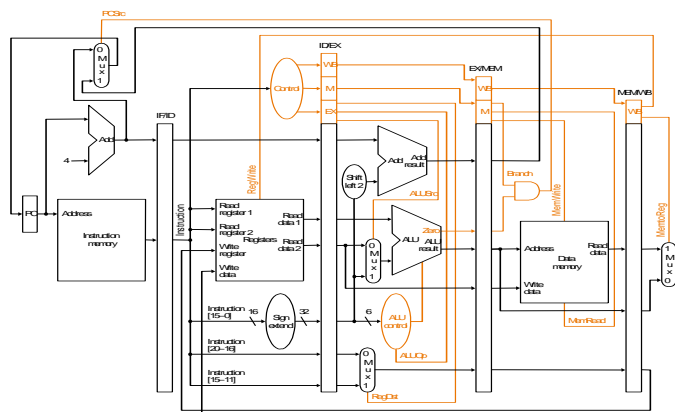 PCSrc
0
M
u
x
1
ID/EX
EX/MEM
MEM/WB
IF/ID
Control
WB
M
EX
WB
M
WB
Add
4
Add
Add
result
Shift
left 2
Branch
RegWrite
ALUSrc
MemWrite
MemtoReg
PC
Address
Instruction
memory
Instruction
Read
register 1
Read
register 2
Registers
Write
register
Write
data
Read
data 1
Read
data 2
0
M
u
x
1
Zero
ALU
ALU
result
Address
Data
memory
Read
data
Write
data
1
M
u
x
0
Instruction
[15–0]
16
Sign
extend
32
6
ALU
control
MemRead
Instruction
[20–16]
Instruction
[15–11]
0
M
u
x
1
ALUOp
RegDst